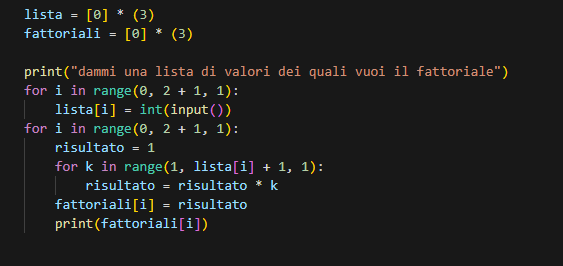 lista = [0] * (3)
fattoriali = [0] * (3)

print("dammi una lista di valori dei quali vuoi il fattoriale")
for i in range(0, 2 + 1, 1):
    lista[i] = int(input())
for i in range(0, 2 + 1, 1):
    risultato = 1
    for k in range(1, lista[i] + 1, 1):
        risultato = risultato * k
    fattoriali[i] = risultato
    print(fattoriali[i])